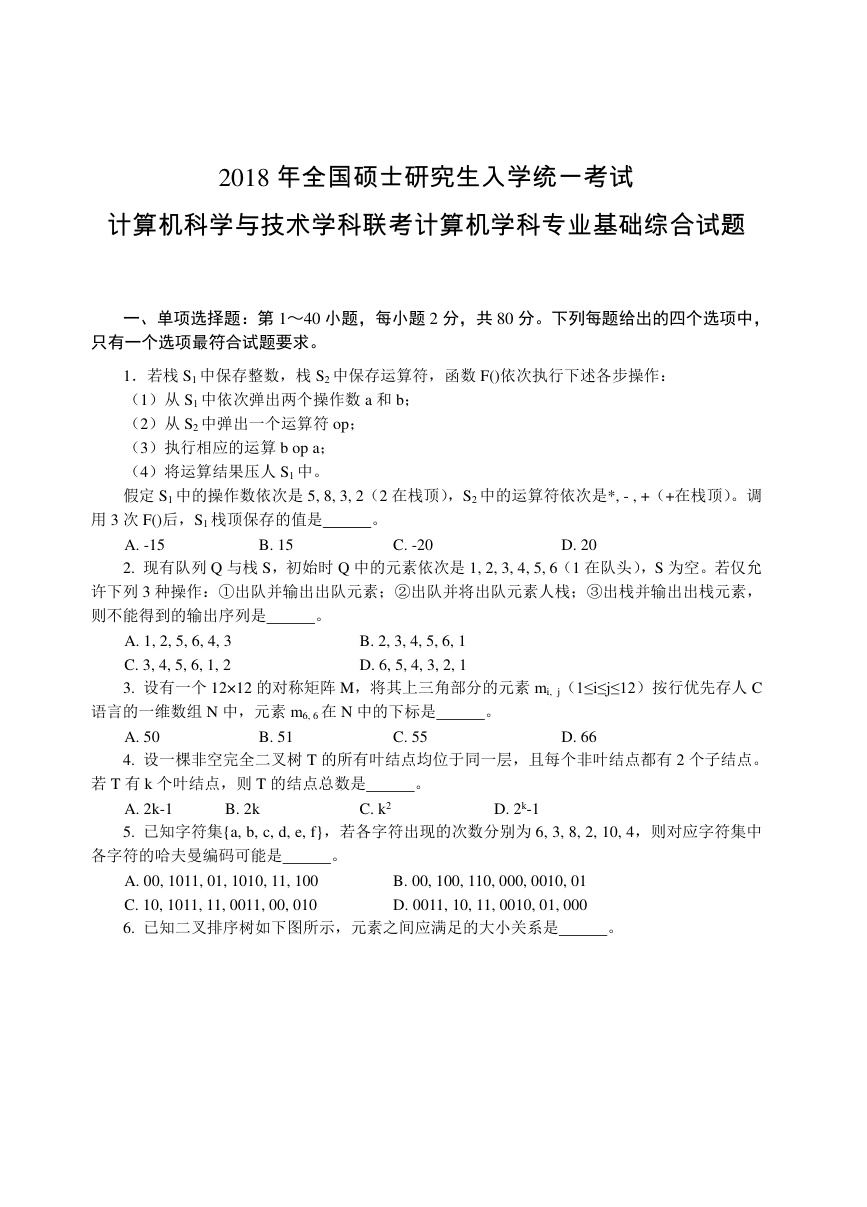 2018 年全国硕士研究生入学统一考试
计算机科学与技术学科联考计算机学科专业基础综合试题
一、单项选择题：第 1～40 小题，每小题 2 分，共 80 分。下列每题给出的四个选项中，
只有一个选项最符合试题要求。
1．若栈 S1 中保存整数，栈 S2 中保存运算符，函数 F()依次执行下述各步操作：
（1）从 S1 中依次弹出两个操作数 a 和 b；
（2）从 S2 中弹出一个运算符 op；
（3）执行相应的运算 b op a；
（4）将运算结果压人 S1 中。
假定 S1 中的操作数依次是 5, 8, 3, 2（2 在栈顶），S2 中的运算符依次是*, - , +（+在栈顶）。调
用 3 次 F()后，S1 栈顶保存的值是______。
A. -15 B. 15 C. -20 D. 20
2. 现有队列 Q 与栈 S，初始时 Q 中的元素依次是 1, 2, 3, 4, 5, 6（1 在队头），S 为空。若仅允
许下列 3 种操作：①出队并输出出队元素；②出队并将出队元素人栈；③出栈并输出出栈元素，
则不能得到的输出序列是______。
A. 1, 2, 5, 6, 4, 3 B. 2, 3, 4, 5, 6, 1
C. 3, 4, 5, 6, 1, 2 D. 6, 5, 4, 3, 2, 1
3. 设有一个 12×12 的对称矩阵 M，将其上三角部分的元素 mi, j（1≤i≤j≤12）按行优先存人 C
语言的一维数组 N 中，元素 m6, 6 在 N 中的下标是______。
A. 50 B. 51 C. 55 D. 66
4. 设一棵非空完全二叉树 T 的所有叶结点均位于同一层，且每个非叶结点都有 2 个子结点。
若 T 有 k 个叶结点，则 T 的结点总数是______。
A. 2k-1 B. 2k C. k² D. 2ᵏ-1
5. 已知字符集{a, b, c, d, e, f}，若各字符出现的次数分别为 6, 3, 8, 2, 10, 4，则对应字符集中
各字符的哈夫曼编码可能是______。
A. 00, 1011, 01, 1010, 11, 100 B. 00, 100, 110, 000, 0010, 01
C. 10, 1011, 11, 0011, 00, 010 D. 0011, 10, 11, 0010, 01, 000
6. 已知二叉排序树如下图所示，元素之间应满足的大小关系是______。